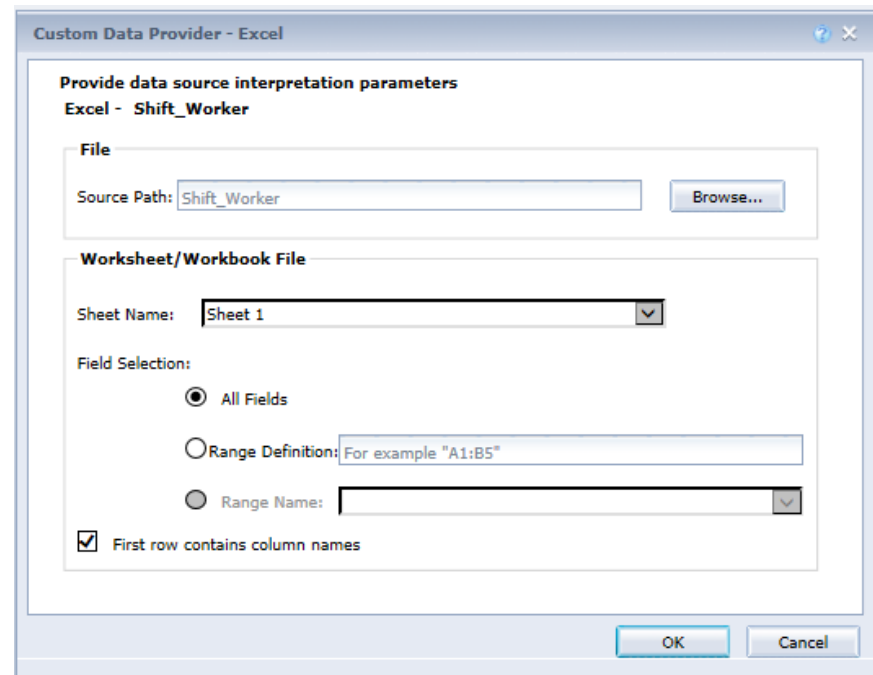 Custom Data Provider - Excel
Provide data source interpretation parameters
Excel - Shift_Worker
File
Source Path: Shift_Worker Browse...
Worksheet/Workbook File
Sheet Name: Sheet 1
Field Selection:
All Fields
Range Definition: For example "A1:B5"
Range Name:
First row contains column names
OK Cancel